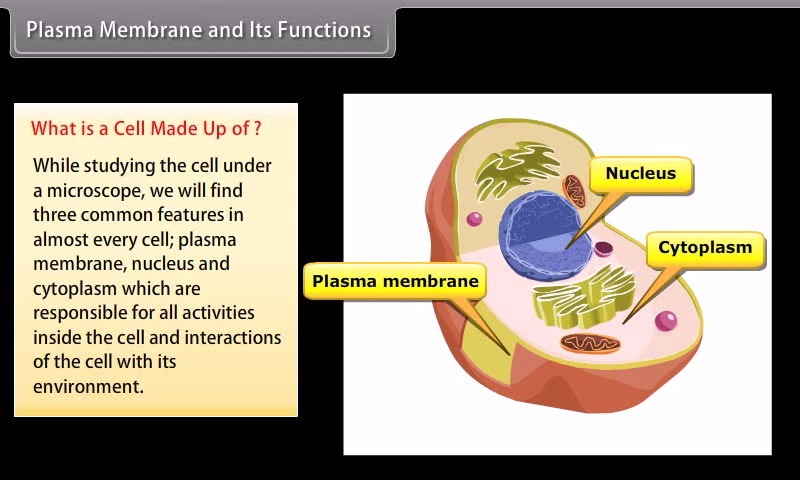 Plasma Membrane and Its Functions
What is a Cell Made Up of ?
While studying the cell under
a microscope, we will find
three common features in
almost every cell; plasma
membrane, nucleus and
cytoplasm which are
responsible for all activities
inside the cell and interactions
of the cell with its
environment.
Nucleus
Cytoplasm
Plasma membrane